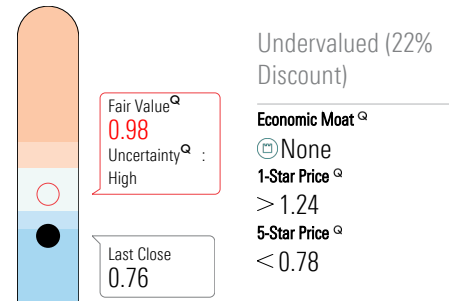 Fair Value Q
0.98
Uncertainty Q :
High
Last Close
0.76
Undervalued (22%
Discount)
Economic Moat Q
None
1-Star Price Q
> 1.24
5-Star Price Q
< 0.78